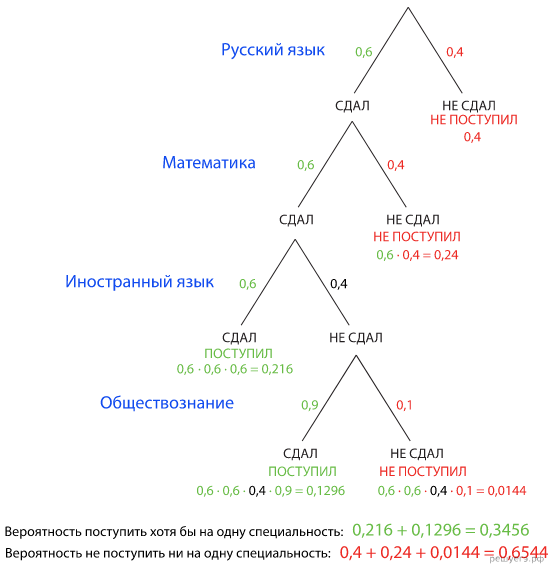 Русский язык
0,6
0,4
СДАЛ
НЕ СДАЛ
НЕ ПОСТУПИЛ
0,4
Математика
0,6
0,4
СДАЛ
НЕ СДАЛ
НЕ ПОСТУПИЛ
0,6 · 0,4 = 0,24
Иностранный язык
0,6
0,4
СДАЛ
ПОСТУПИЛ
0,6 · 0,6 · 0,6 = 0,216
НЕ СДАЛ
Обществознание
0,9
0,1
СДАЛ
ПОСТУПИЛ
0,6 · 0,6 · 0,4 · 0,9 = 0,1296
НЕ СДАЛ
НЕ ПОСТУПИЛ
0,6 · 0,6 · 0,4 · 0,1 = 0,0144
Вероятность поступить хотя бы на одну специальность: 0,216 + 0,1296 = 0,3456
Вероятность не поступить ни на одну специальность: 0,4 + 0,24 + 0,0144 = 0,6544
решуегэ.рф